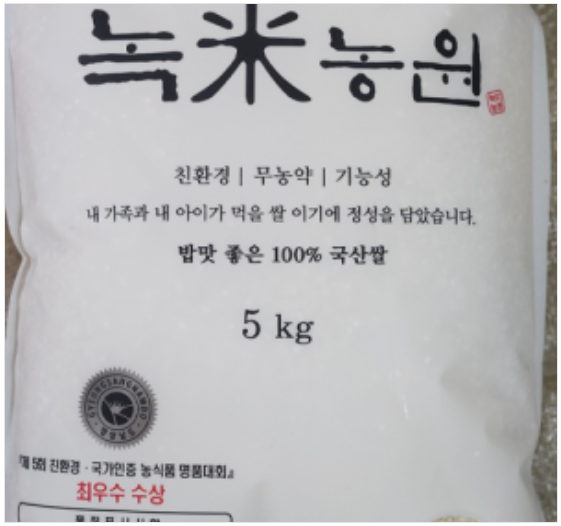 녹米농원
친환경 | 무농약 | 기능성
내 가족과 내 아이가 먹을 쌀 이기에 정성을 담았습니다.
밥맛 좋은 100% 국산쌀
5 kg
GYEONGSANGNAMDO
『제 5회 친환경 · 국가인증 농식품 명품대회』
최우수 수상